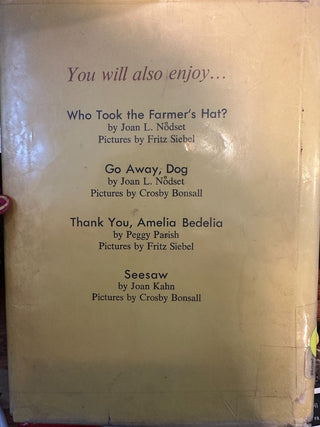 You will also enjoy...
Who Took the Farmer's Hat?
by Joan L. Nödset
Pictures by Fritz Siebel
Go Away, Dog
by Joan L. Nödset
Pictures by Crosby Bonsall
Thank You, Amelia Bedelia
by Peggy Parish
Pictures by Fritz Siebel
Seesaw
by Joan Kahn
Pictures by Crosby Bonsall